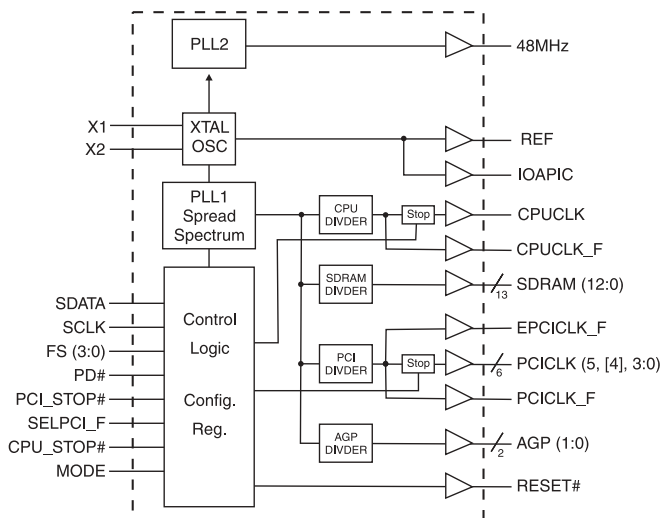 PLL2
48MHz
X1
X2
XTAL
OSC
REF
IOAPIC
PLL1
Spread
Spectrum
CPU
DIVDER
Stop
CPUCLK
CPUCLK_F
SDRAM
DIVDER
13
SDRAM (12:0)
SDATA
SCLK
FS (3:0)
PD#
PCI_STOP#
SELPCI_F
CPU_STOP#
MODE
Control
Logic
Config.
Reg.
EPCICLK_F
PCI
DIVDER
Stop
6
PCICLK (5, [4], 3:0)
PCICLK_F
AGP
DIVDER
2
AGP (1:0)
RESET#